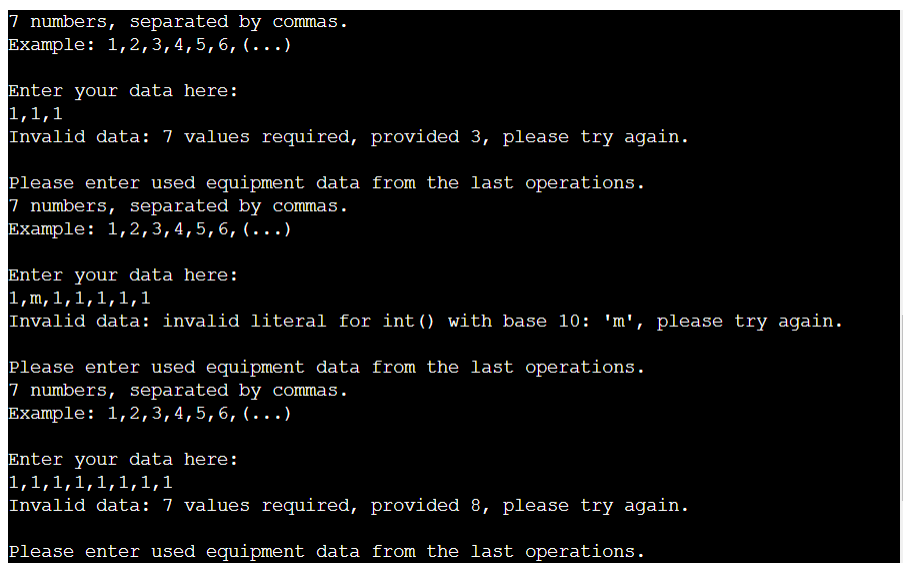 7 numbers, separated by commas.
Example: 1,2,3,4,5,6,(...)
Enter your data here:
1,1,1
Invalid data: 7 values required, provided 3, please try again.
Please enter used equipment data from the last operations.
7 numbers, separated by commas.
Example: 1,2,3,4,5,6,(...)
Enter your data here:
1,m,1,1,1,1,1
Invalid data: invalid literal for int() with base 10: 'm', please try again.
Please enter used equipment data from the last operations.
7 numbers, separated by commas.
Example: 1,2,3,4,5,6,(...)
Enter your data here:
1,1,1,1,1,1,1,1
Invalid data: 7 values required, provided 8, please try again.
Please enter used equipment data from the last operations.